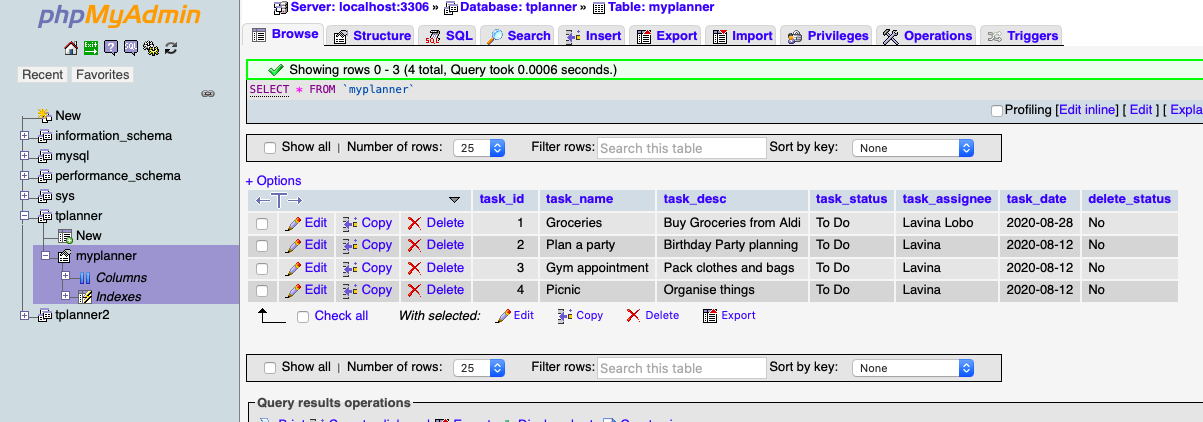 phpMyAdmin
Recent Favorites
New
information_schema
mysql
performance_schema
sys
tplanner
New
myplanner
Columns
Indexes
tplanner2
Server: localhost:3306 » Database: tplanner » Table: myplanner
Browse Structure SQL Search Insert Export Import Privileges Operations Triggers
Showing rows 0 - 3 (4 total, Query took 0.0006 seconds.)
SELECT * FROM `myplanner`
Profiling [Edit inline] [ Edit ] [ Expla
Show all | Number of rows: 25 Filter rows: Search this table Sort by key: None
+ Options
←T→ task_id task_name task_desc task_status task_assignee task_date delete_status
Edit Copy Delete 1 Groceries Buy Groceries from Aldi To Do Lavina Lobo 2020-08-28 No
Edit Copy Delete 2 Plan a party Birthday Party planning To Do Lavina 2020-08-12 No
Edit Copy Delete 3 Gym appointment Pack clothes and bags To Do Lavina 2020-08-12 No
Edit Copy Delete 4 Picnic Organise things To Do Lavina 2020-08-12 No
Check all With selected: Edit Copy Delete Export
Show all | Number of rows: 25 Filter rows: Search this table Sort by key: None
Query results operations